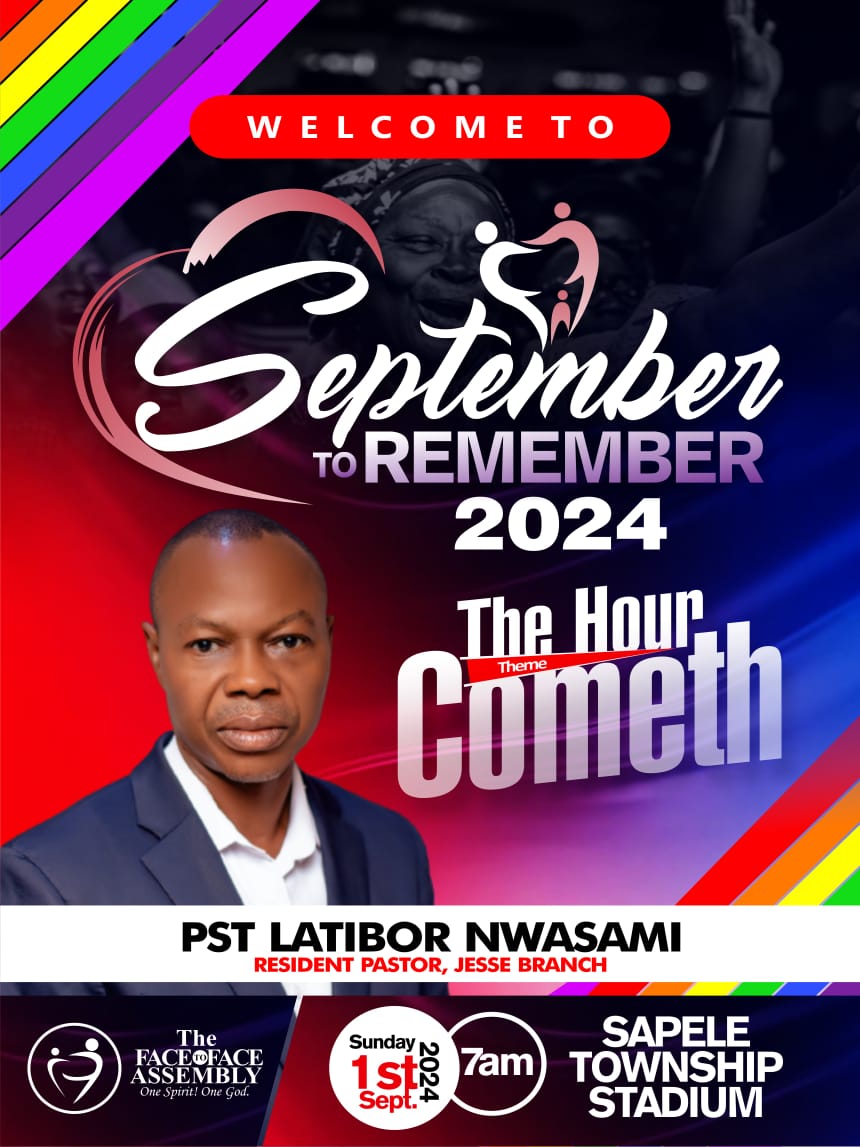 WELCOME TO
September
TO REMEMBER
2024
The Hour
Theme
Cometh
PST LATIBOR NWASAMI
RESIDENT PASTOR, JESSE BRANCH
The
FACE TO FACE
ASSEMBLY
One Spirit! One God.
Sunday
1st
Sept.
2024
7am
SAPELE
TOWNSHIP
STADIUM